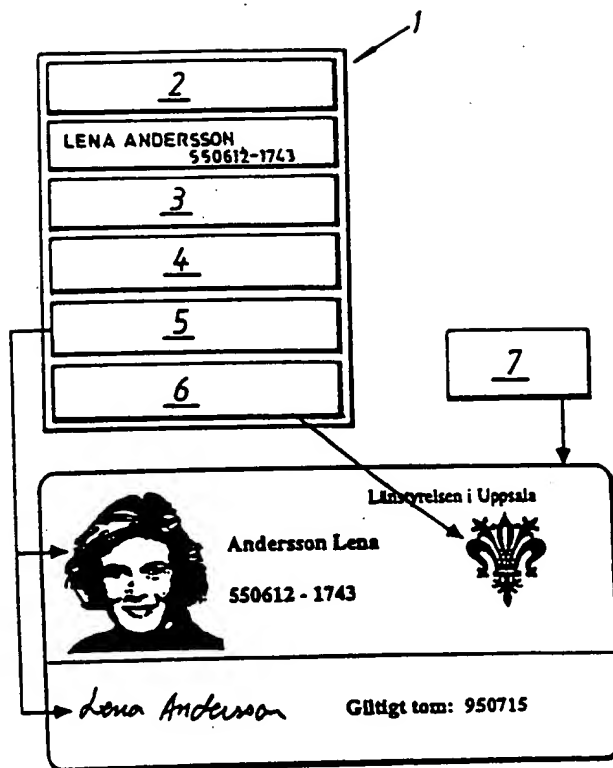 1
2
LENA ANDERSSON
550612-1743
3
4
5
6
7
Länstyrelsen i Uppsala
Andersson Lena
550612 - 1743
Lena Andersson
Giltigt tom: 950715